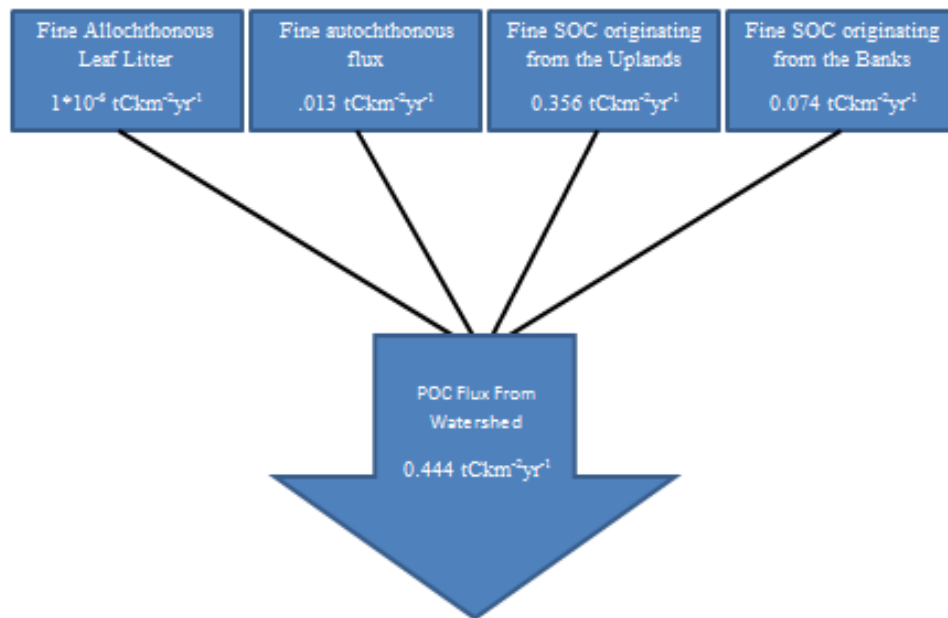 Fine Allochthonous
Leaf Litter
1*10⁻⁶ tCkm⁻²yr⁻¹
Fine autochthonous
flux
.013 tCkm⁻²yr⁻¹
Fine SOC originating
from the Uplands
0.356 tCkm⁻²yr⁻¹
Fine SOC originating
from the Banks
0.074 tCkm⁻²yr⁻¹
POC Flux From
Watershed
0.444 tCkm⁻²yr⁻¹